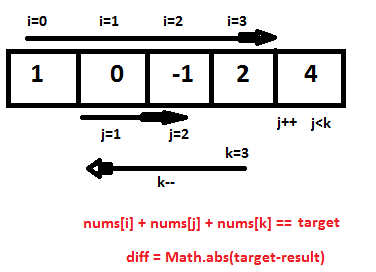 i=0 i=1 i=2 i=3
1 0 -1 2 4
j=1 j=2 j++ j<k
k=3
k--
nums[i] + nums[j] + nums[k] == target
diff = Math.abs(target-result)